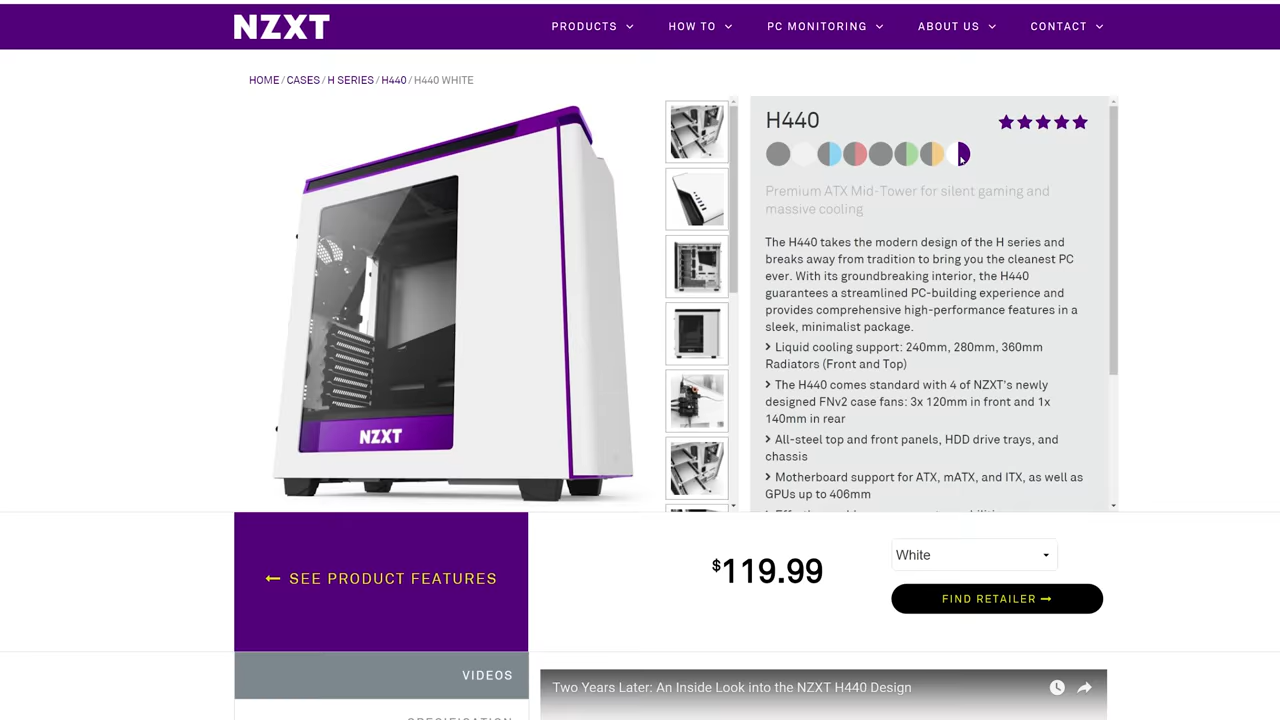 NZXT
PRODUCTS
HOW TO
PC MONITORING
ABOUT US
CONTACT
HOME / CASES / H SERIES / H440 / H440 WHITE
NZXT
H440
Premium ATX Mid-Tower for silent gaming and
massive cooling
The H440 takes the modern design of the H series and
breaks away from tradition to bring you the cleanest PC
ever. With its groundbreaking interior, the H440
guarantees a streamlined PC-building experience and
provides comprehensive high-performance features in a
sleek, minimalist package.
Liquid cooling support: 240mm, 280mm, 360mm
Radiators (Front and Top)
The H440 comes standard with 4 of NZXT's newly
designed FNv2 case fans: 3x 120mm in front and 1x
140mm in rear
All-steel top and front panels, HDD drive trays, and
chassis
Motherboard support for ATX, mATX, and ITX, as well as
GPUs up to 406mm
← SEE PRODUCT FEATURES
$119.99
White
FIND RETAILER →
VIDEOS
Two Years Later: An Inside Look into the NZXT H440 Design
SPECIFICATION